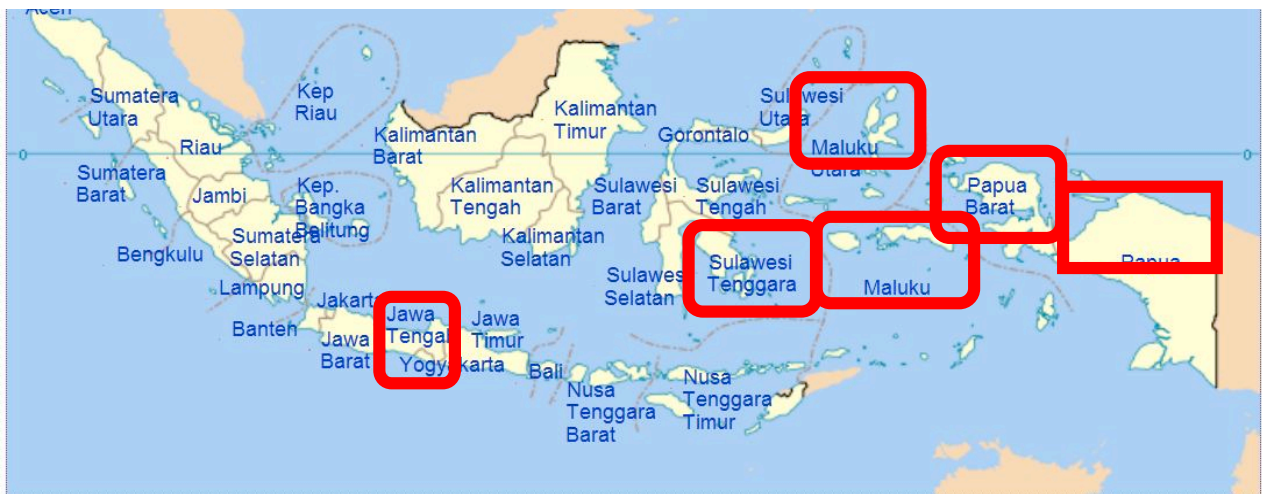 Aceh
Sumatera
Utara
Riau
Kep
Riau
0
Sumatera
Barat
Jambi
Kep.
Bangka
Belitung
Bengkulu
Sumatera
Selatan
Lampung
Banten
Jakarta
Jawa
Barat
Jawa
Tengah
Yogyakarta
Jawa
Timur
Bali
Nusa
Tenggara
Barat
Nusa
Tenggara
Timur
Kalimantan
Barat
Kalimantan
Tengah
Kalimantan
Timur
Kalimantan
Selatan
Sulawesi
Utara
Gorontalo
Sulawesi
Barat
Sulawesi
Tengah
Sulawesi
Selatan
Sulawesi
Tenggara
Maluku
Utara
Maluku
Papua
Barat
Papua
0